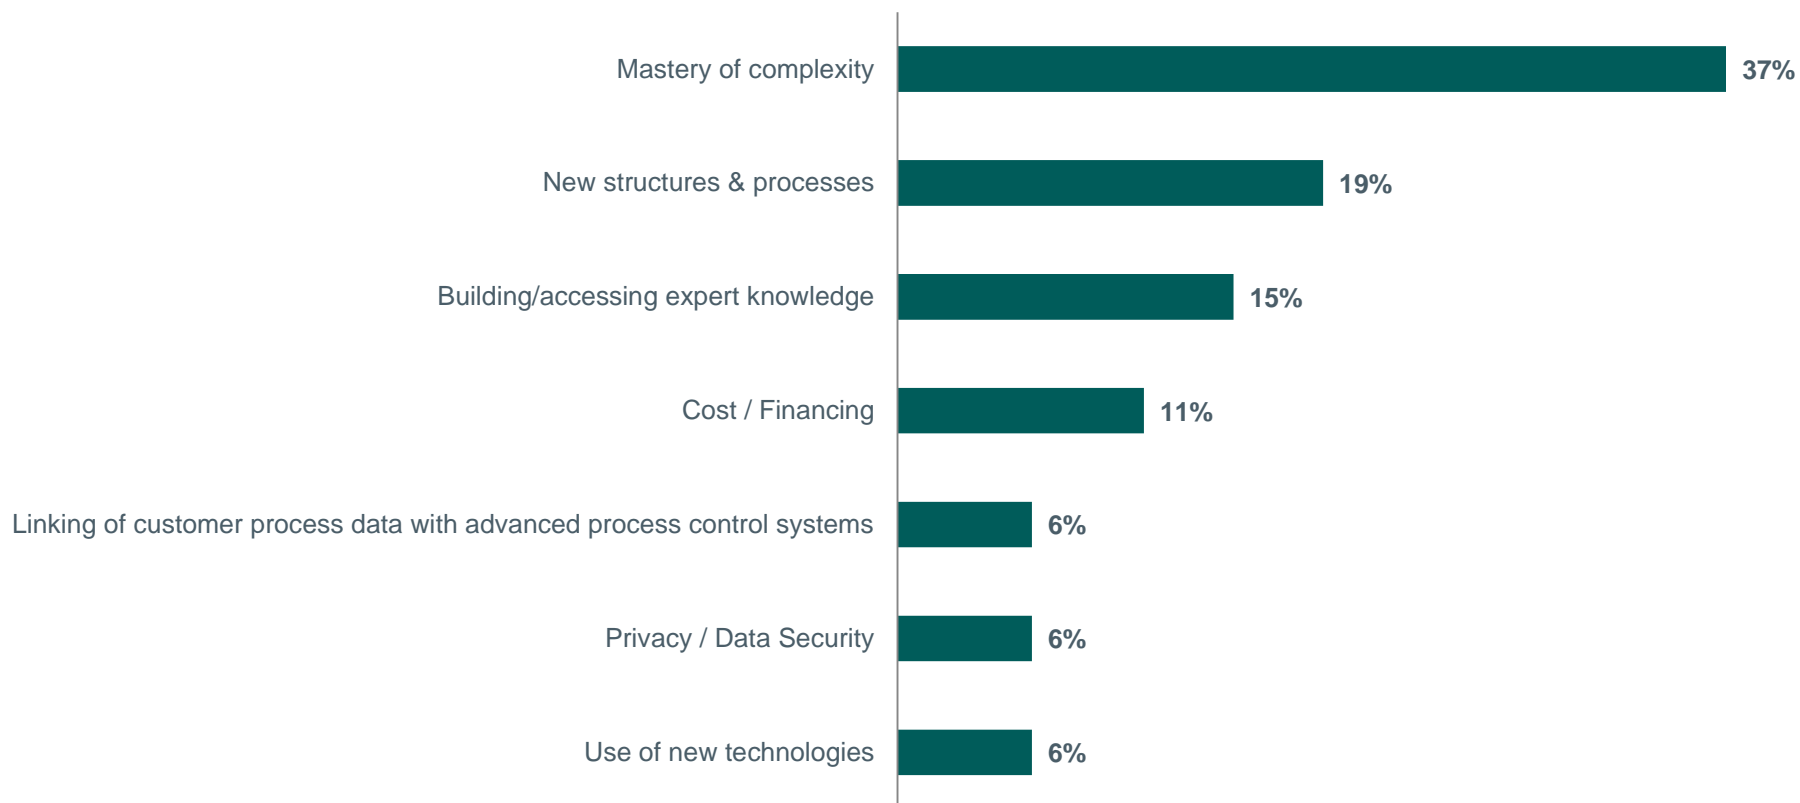 Mastery of complexity 37%
New structures & processes 19%
Building/accessing expert knowledge 15%
Cost / Financing 11%
Linking of customer process data with advanced process control systems 6%
Privacy / Data Security 6%
Use of new technologies 6%